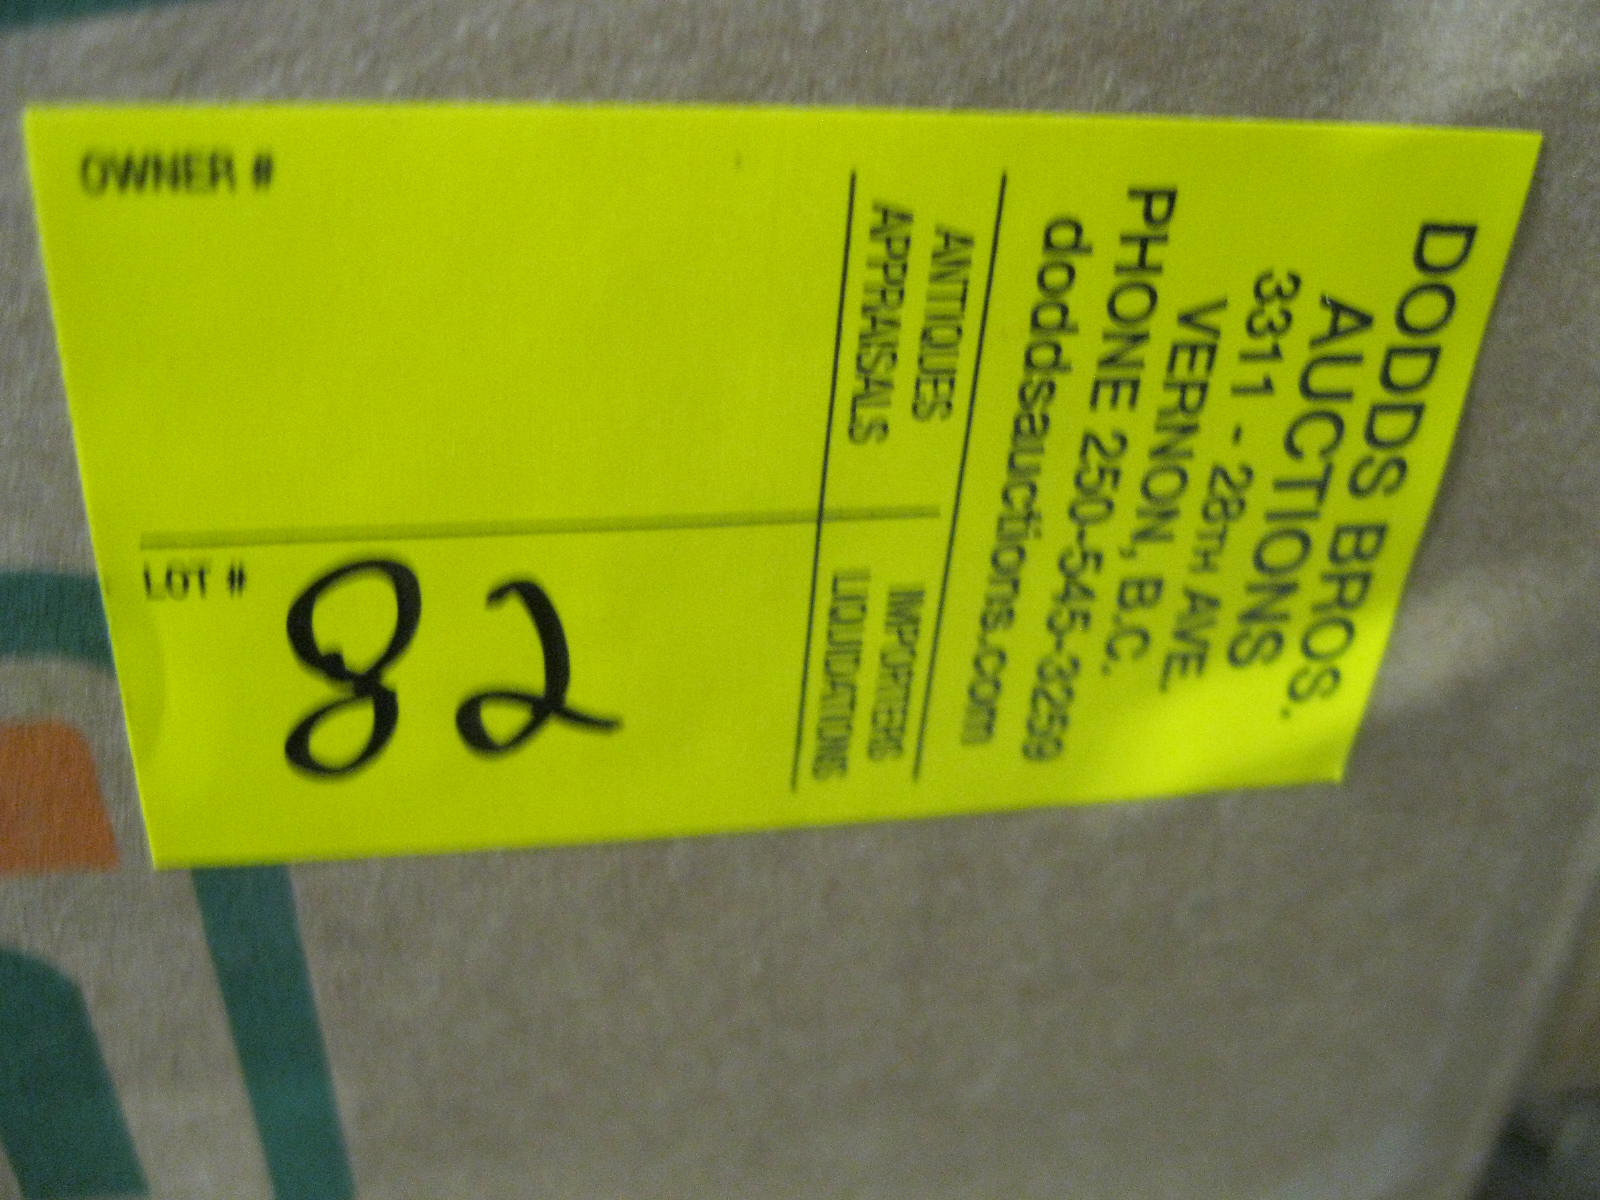 DODDS BROS.
AUCTIONS
3311 - 28TH AVE
VERNON, B.C.
PHONE 250-545-3259
doddsauctions.com
ANTIQUES
APPRAISALS
IMPORTERS
LIQUIDATIONS
OWNER #
LOT #
82